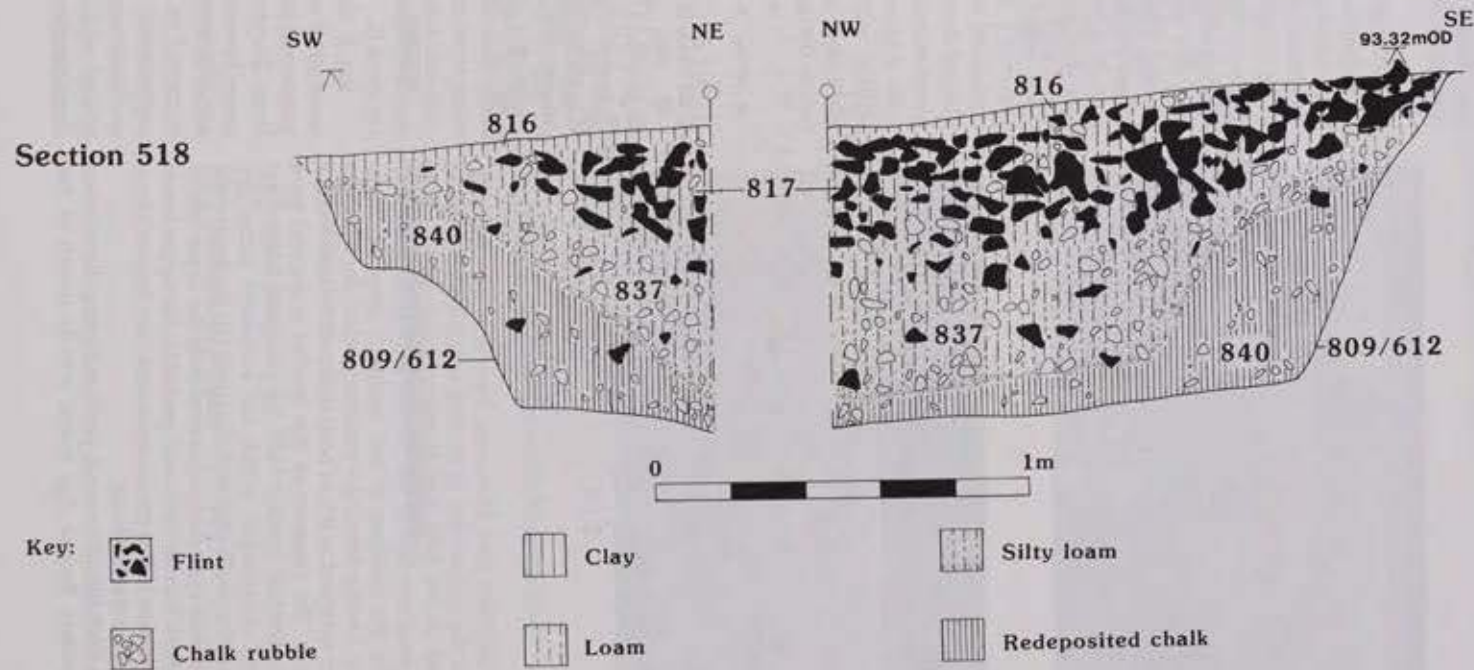 SW
NE
NW
SE
93.32mOD
816
816
Section 518
817
840
837
837
840
809/612
809/612
0 1m
Key:
Flint
Clay
Silty loam
Chalk rubble
Loam
Redeposited chalk